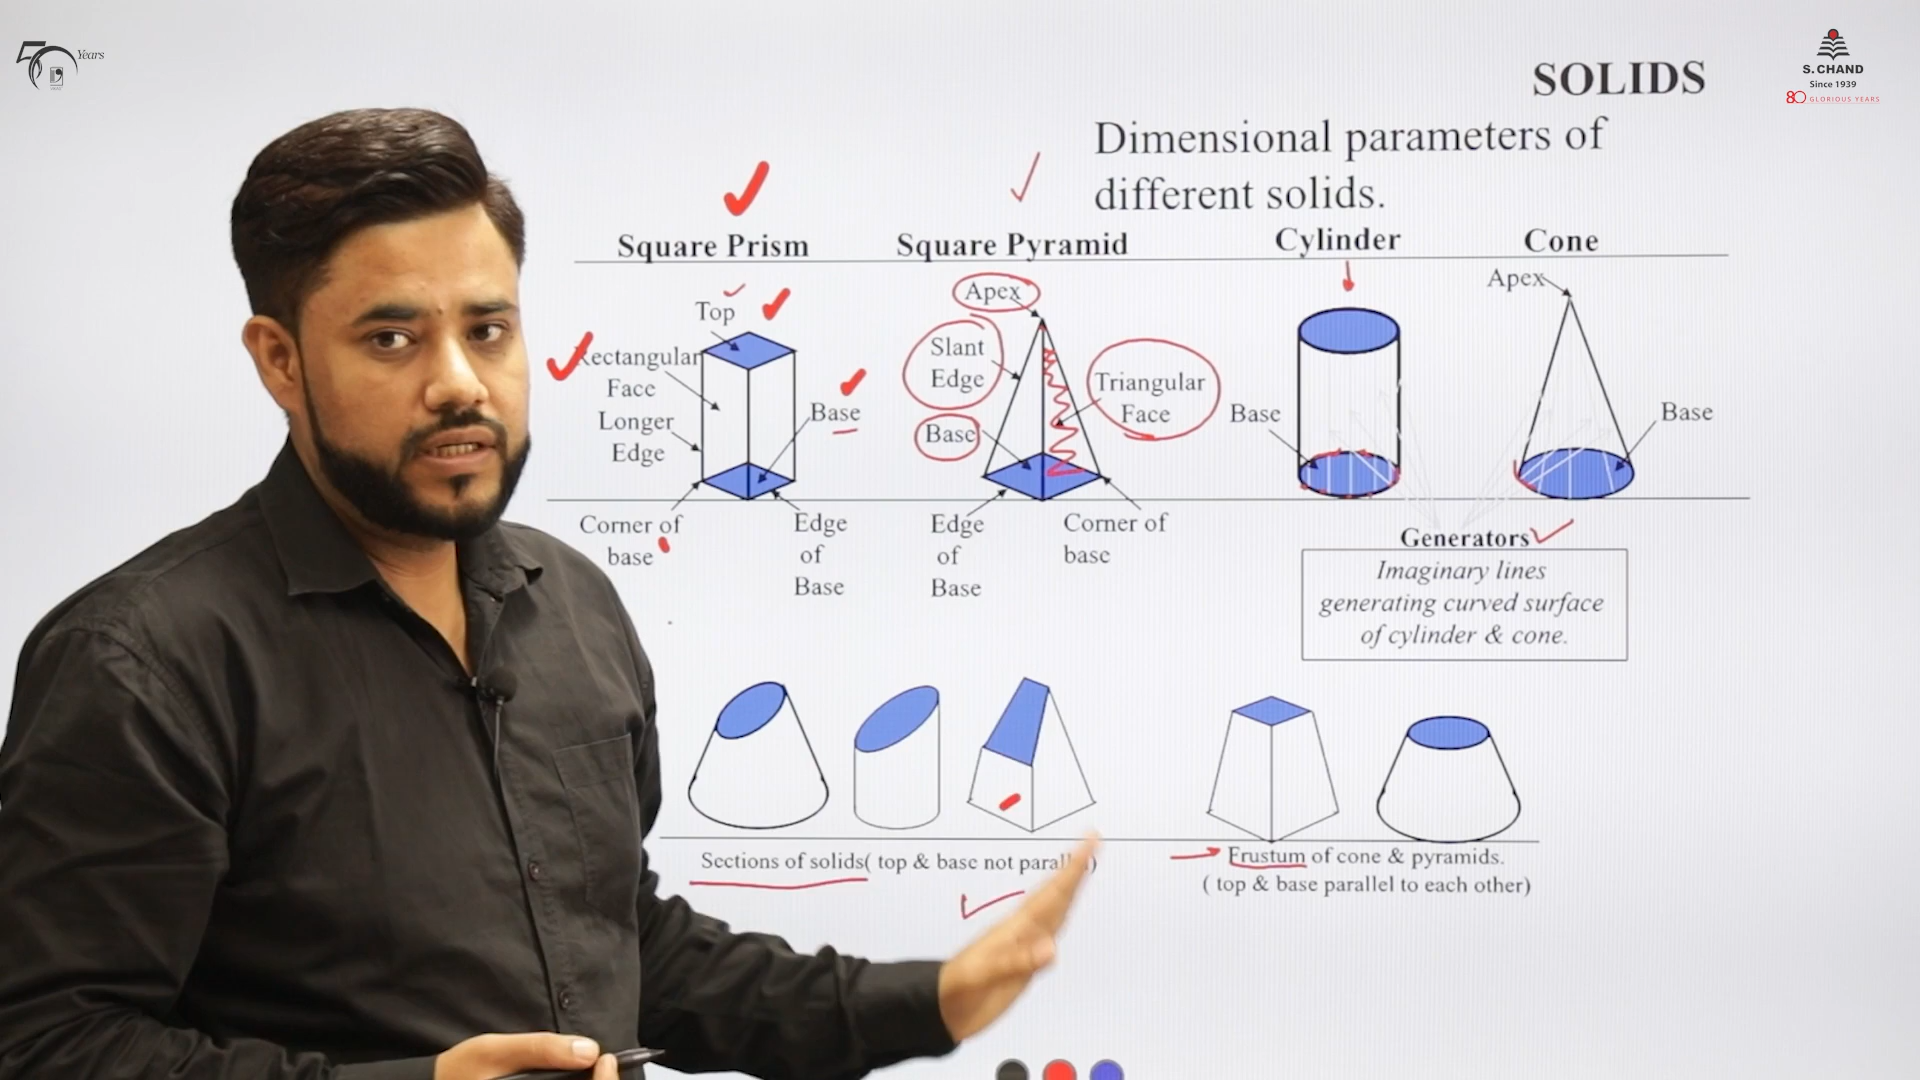 50 Years
S. CHAND
Since 1939
80 GLORIOUS YEARS
SOLIDS
Dimensional parameters of
different solids.
Square Prism
Square Pyramid
Cylinder
Cone
Top
Rectangular
Face
Longer
Edge
Base
Corner of
base
Edge
of
Base
Apex
Slant
Edge
Base
Triangular
Face
Edge
of
Base
Corner of
base
Base
Apex
Base
Generators
Imaginary lines
generating curved surface
of cylinder & cone.
Sections of solids( top & base not )
Frustum of cone & pyramids.
( top & base parallel to each other)